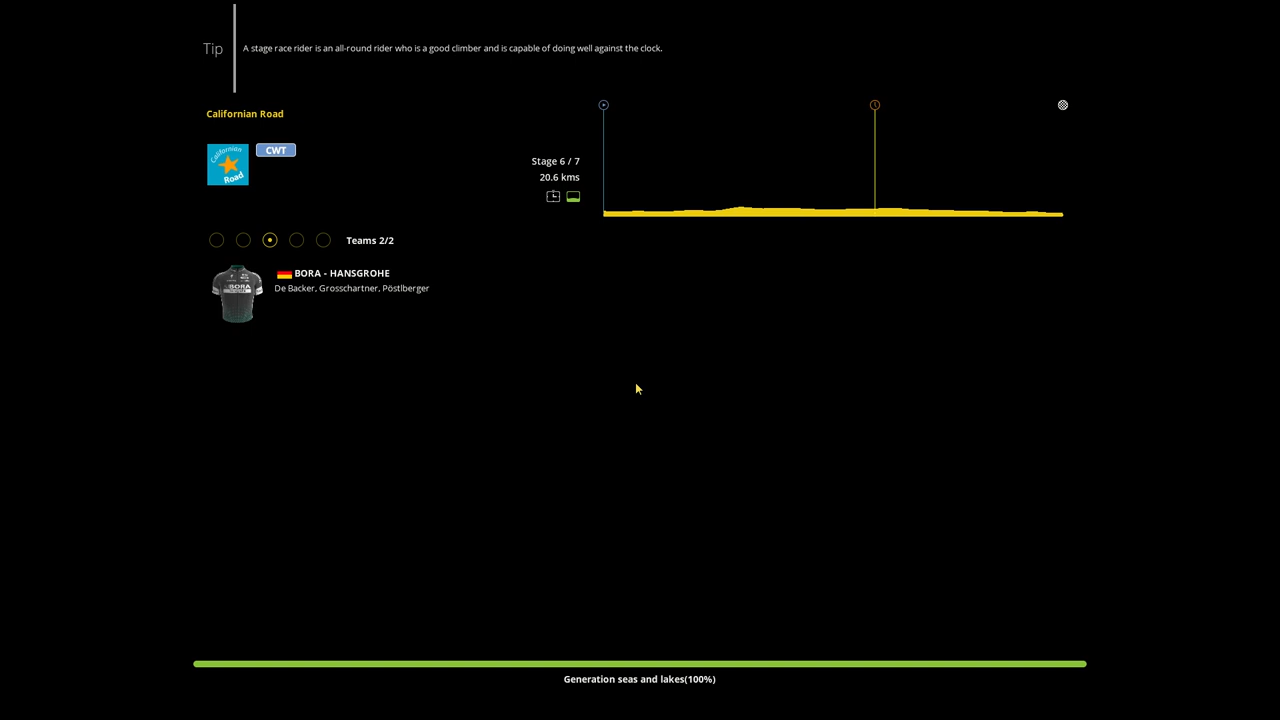 Tip
A stage race rider is an all-round rider who is a good climber and is capable of doing well against the clock.
Californian Road
Californian
Road
CWT
Stage 6 / 7
20.6 kms
Teams 2/2
BORA - HANSGROHE
De Backer, Grosschartner, Pöstlberger
BORA
Generation seas and lakes(100%)